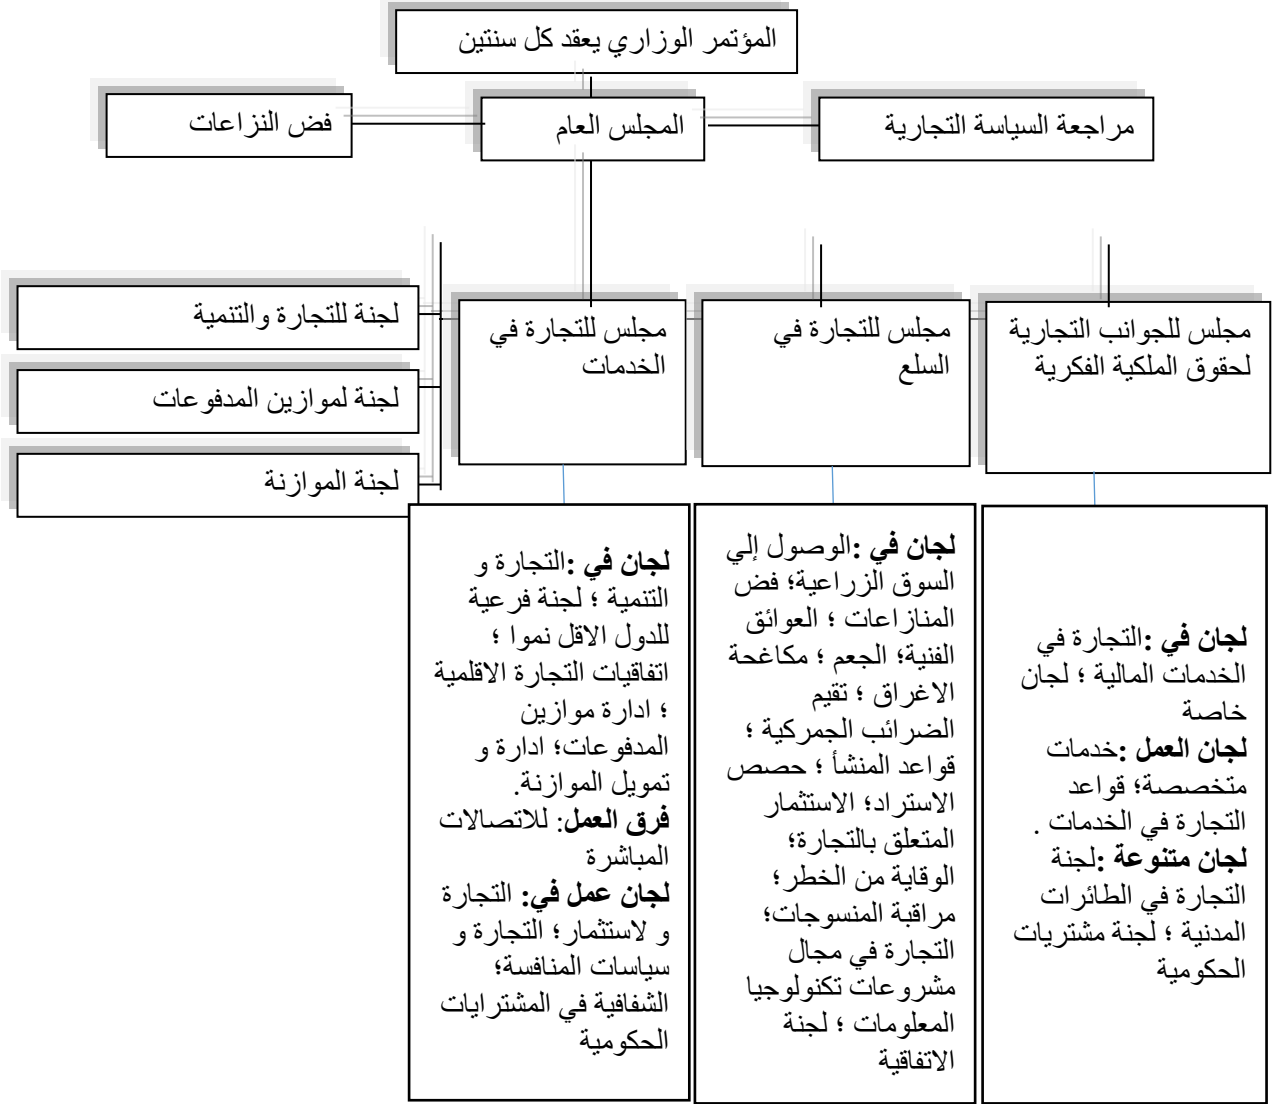 المؤتمر الوزاري يعقد كل سنتين
مراجعة السياسة التجارية
المجلس العام
فض النزاعات
مجلس للجوانب التجارية
لحقوق الملكية الفكرية
مجلس للتجارة في
السلع
مجلس للتجارة في
الخدمات
لجنة للتجارة والتنمية
لجنة لموازين المدفوعات
لجنة الموازنة
لجان في :التجارة في
الخدمات المالية ؛ لجان
خاصة
لجان العمل :خدمات
متخصصة؛ قواعد
التجارة في الخدمات .
لجان متنوعة :لجنة
التجارة في الطائرات
المدنية ؛ لجنة مشتريات
الحكومية
لجان في :الوصول إلي
السوق الزراعية؛ فض
المنازاعات ؛ العوائق
الفنية؛ الجعم ؛ مكاغحة
الاغراق ؛ تقيم
الضرائب الجمركية ؛
قواعد المنشأ ؛ حصص
الاستراد؛ الاستثمار
المتعلق بالتجارة؛
الوقاية من الخطر؛
مراقبة المنسوجات؛
التجارة في مجال
مشروعات تكنولوجيا
المعلومات ؛ لجنة
الاتفاقية
لجان في :التجارة و
التنمية ؛ لجنة فرعية
للدول الاقل نموا ؛
اتفاقيات التجارة الاقلمية
؛ ادارة موازين
المدفوعات؛ ادارة و
تمويل الموازنة.
فرق العمل: للاتصالات
المباشرة
لجان عمل في: التجارة
و لاستثمار؛ التجارة و
سياسات المنافسة؛
الشفافية في المشترايات
الحكومية